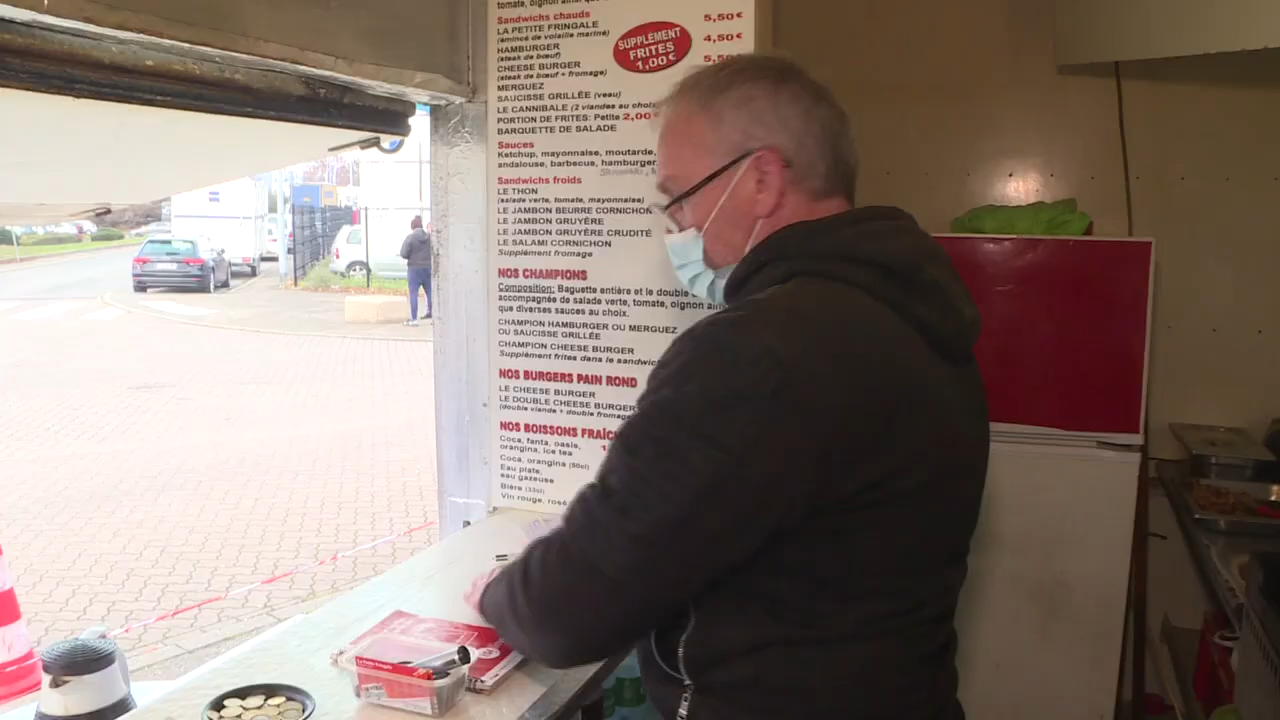 tomate, oignon ainsi que
Sandwichs chauds 5,50€
LA PETITE FRINGALE
(émincé de volaille mariné)
HAMBURGER 4,50€
(steak de bœuf)
CHEESE BURGER
(steak de bœuf + fromage)
MERGUEZ
SAUCISSE GRILLÉE (veau)
LE CANNIBALE (2 viandes au choix
PORTION DE FRITES: Petite 2,00
BARQUETTE DE SALADE
SUPPLÉMENT
FRITES
1,00€
Sauces
Ketchup, mayonnaise, moutarde,
andalouse, barbecue, hamburger,
Sandwichs froids
LE THON
(salade verte, tomate, mayonnaise)
LE JAMBON BEURRE CORNICHON
LE JAMBON GRUYÈRE
LE JAMBON GRUYÈRE CRUDITÉ
LE SALAMI CORNICHON
Supplément fromage
NOS CHAMPIONS
Composition: Baguette entière et le double
accompagnée de salade verte, tomate, oignon
que diverses sauces au choix.
CHAMPION HAMBURGER OU MERGUEZ
OU SAUCISSE GRILLÉE
CHAMPION CHEESE BURGER
Supplément frites dans le sandwich
NOS BURGERS PAIN ROND
LE CHEESE BURGER
LE DOUBLE CHEESE BURGER
(double viande + double fromage
NOS BOISSONS FRAÎC
Coca, fanta, oasis,
orangina, ice tea
Coca, orangina (50cl)
Eau plate,
eau gazeuse
Bière (33cl)
Vin rouge, rosé